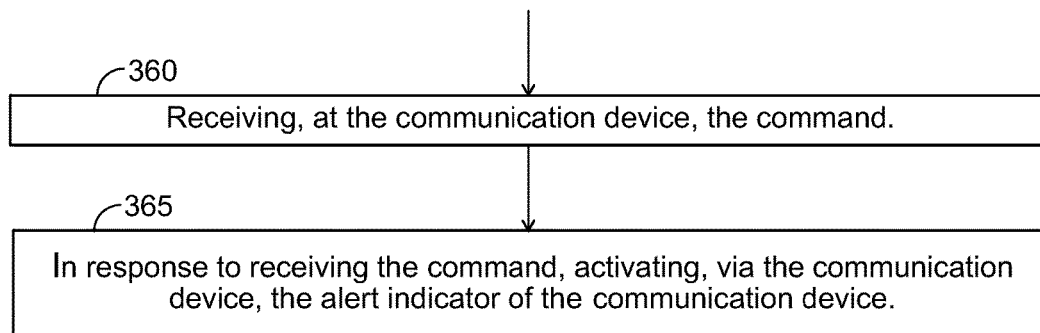 360
Receiving, at the communication device, the command.
365
In response to receiving the command, activating, via the communication
device, the alert indicator of the communication device.